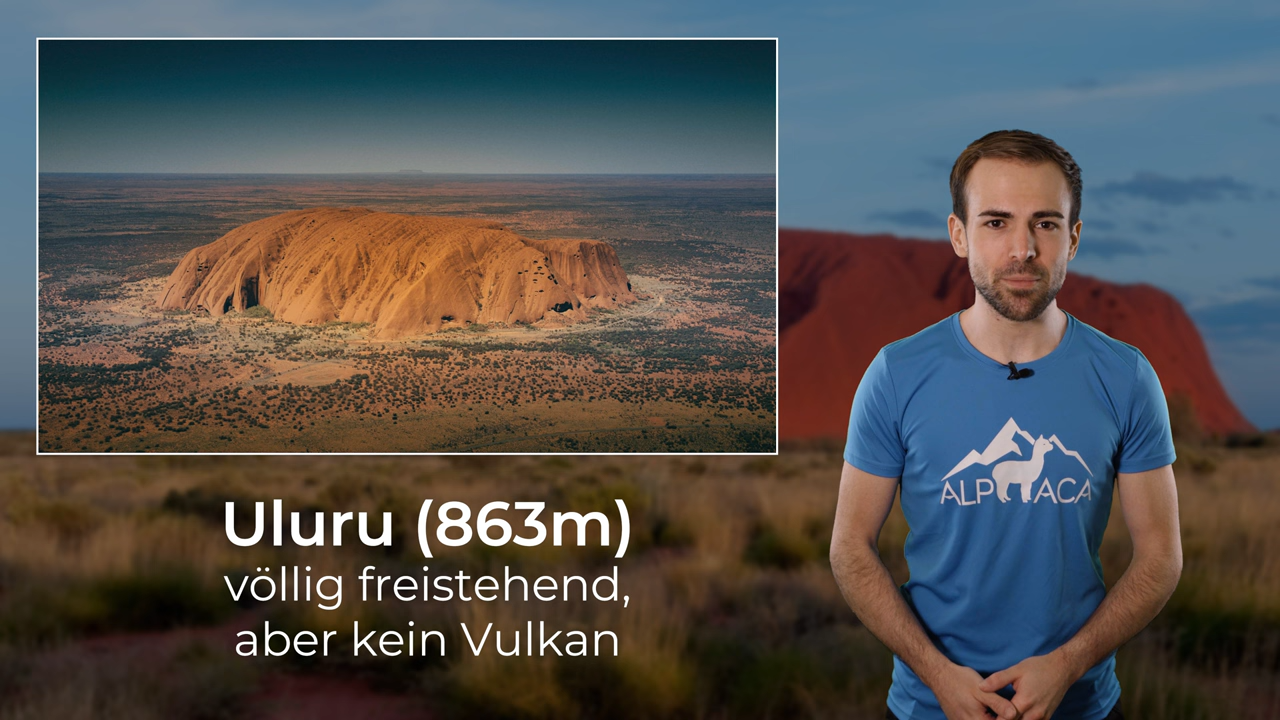 Uluru (863m)
völlig freistehend,
aber kein Vulkan
ALPACA